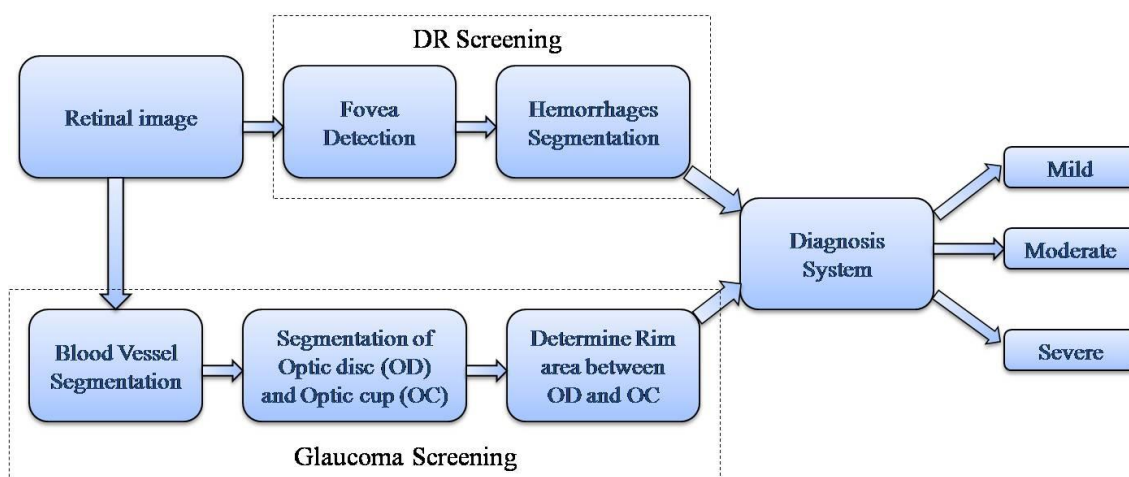 DR Screening
Retinal image
Fovea
Detection
Hemorrhages
Segmentation
Mild
Diagnosis
System
Moderate
Severe
Blood Vessel
Segmentation
Segmentation of
Optic disc (OD)
and Optic cup (OC)
Determine Rim
area between
OD and OC
Glaucoma Screening